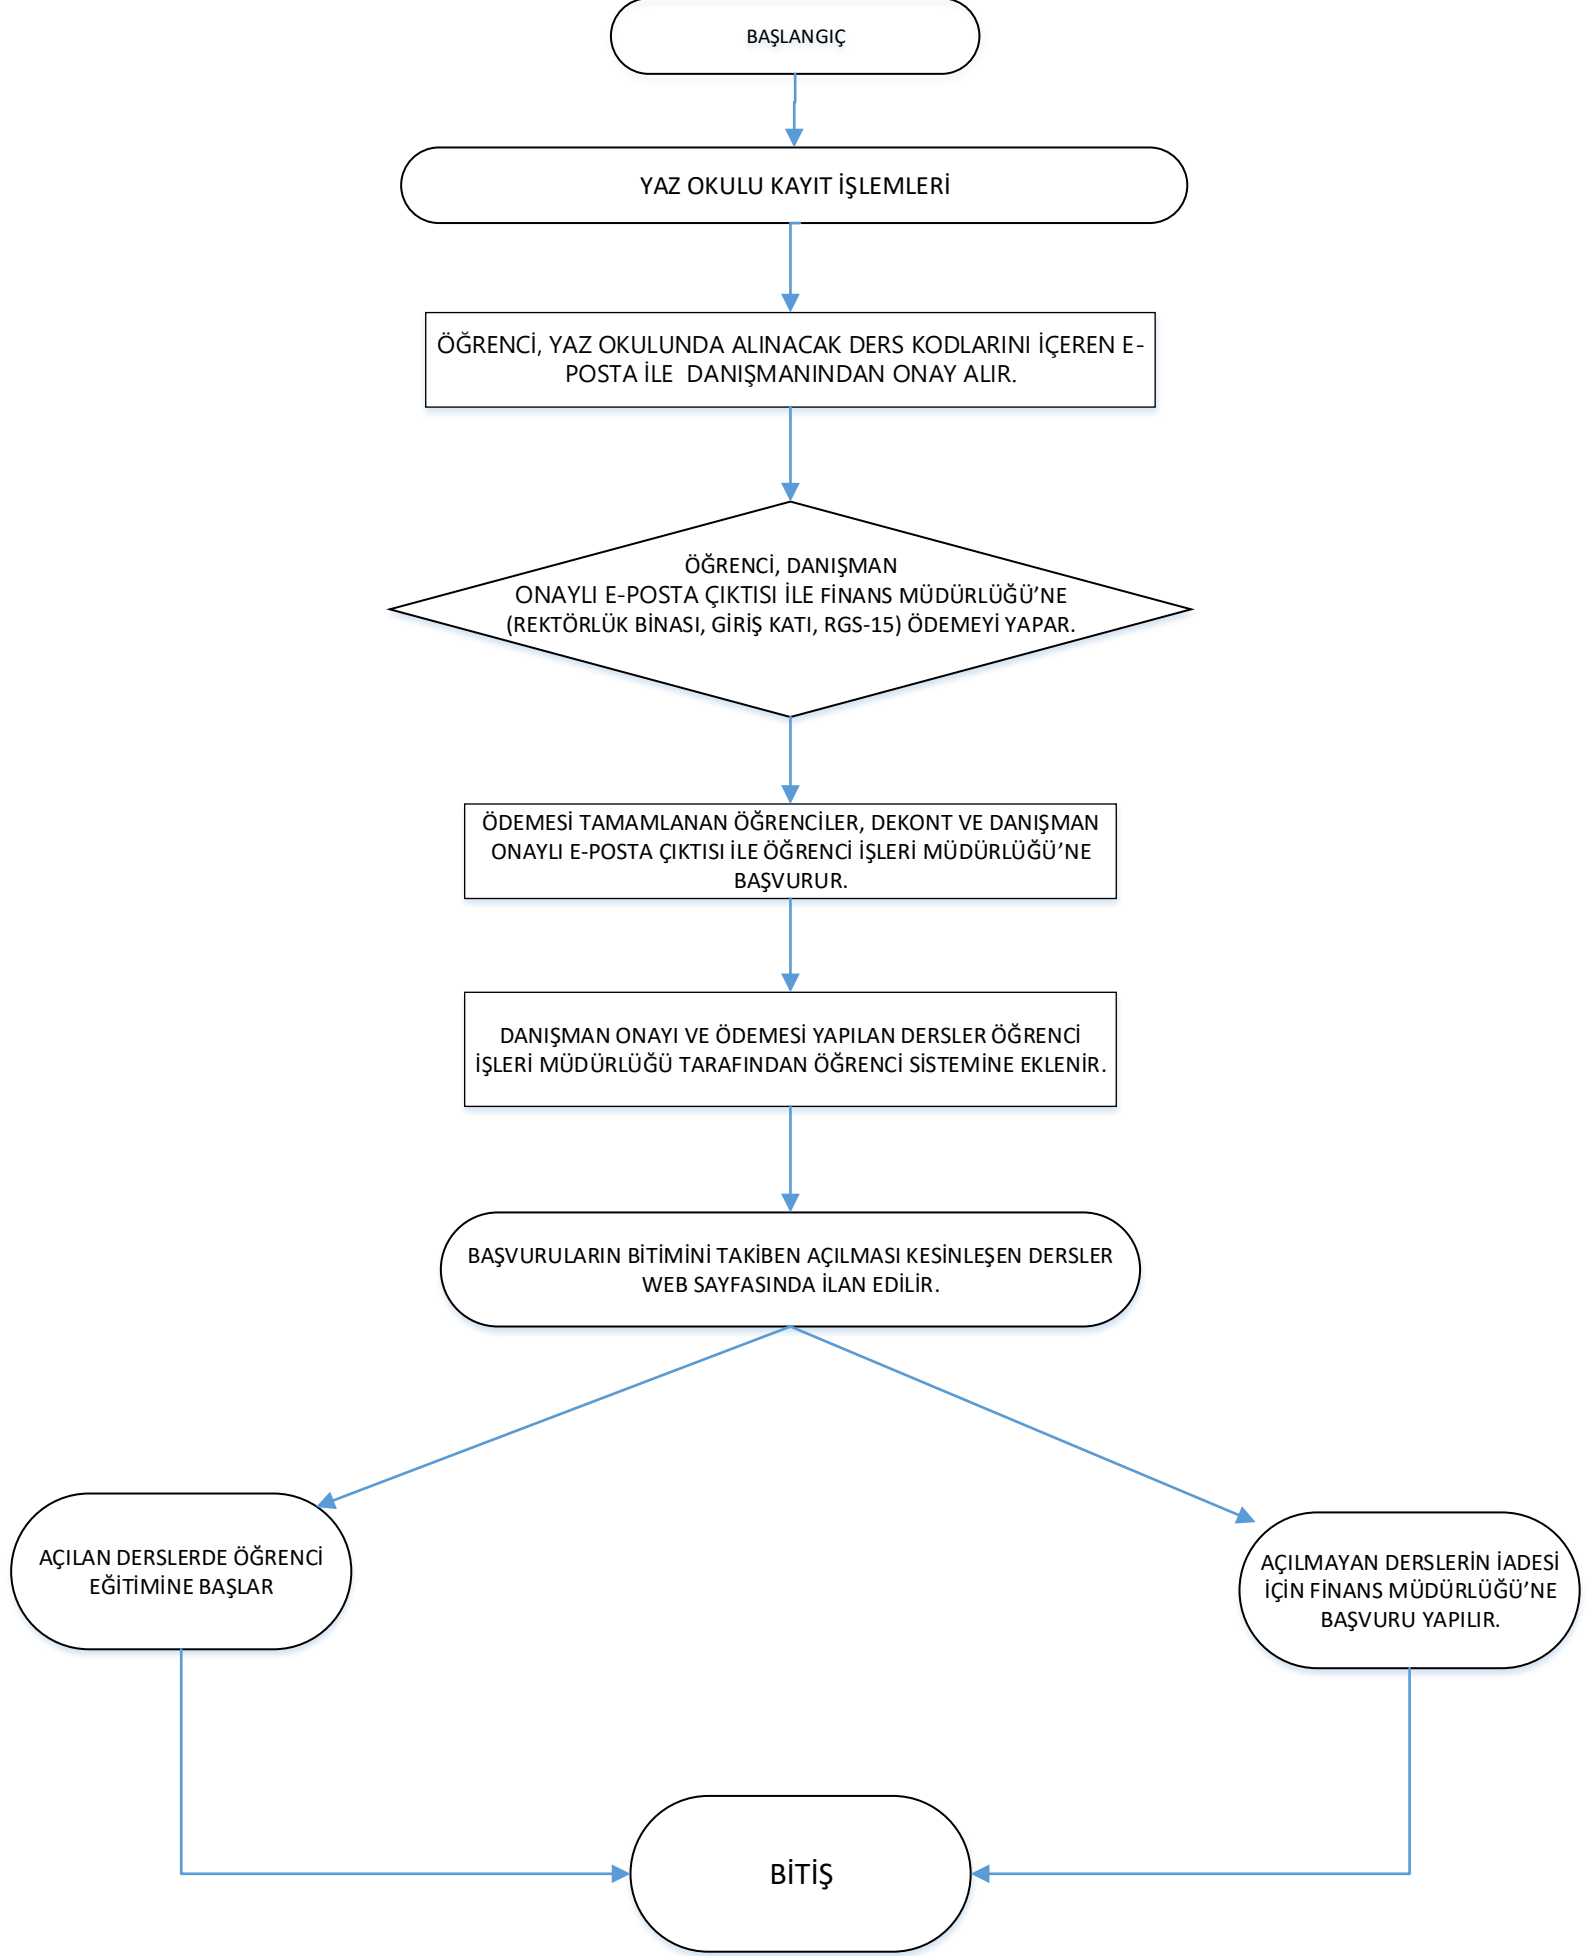 BAŞLANGIÇ
YAZ OKULU KAYIT İŞLEMLERİ
ÖĞRENCİ, YAZ OKULUNDA ALINACAK DERS KODLARINI İÇEREN E-
POSTA İLE DANIŞMANINDAN ONAY ALIR.
ÖĞRENCİ, DANIŞMAN
ONAYLI E-POSTA ÇIKTISI İLE FİNANS MÜDÜRLÜĞÜ’NE
(REKTÖRLÜK BİNASI, GİRİŞ KATI, RGS-15) ÖDEMEYİ YAPAR.
ÖDEMESİ TAMAMLANAN ÖĞRENCİLER, DEKONT VE DANIŞMAN
ONAYLI E-POSTA ÇIKTISI İLE ÖĞRENCİ İŞLERİ MÜDÜRLÜĞÜ’NE
BAŞVURUR.
DANIŞMAN ONAYI VE ÖDEMESİ YAPILAN DERSLER ÖĞRENCİ
İŞLERİ MÜDÜRLÜĞÜ TARAFINDAN ÖĞRENCİ SİSTEMİNE EKLENİR.
BAŞVURULARIN BİTİMİNİ TAKİBEN AÇILMASI KESİNLEŞEN DERSLER
WEB SAYFASINDA İLAN EDİLİR.
AÇILAN DERSLERDE ÖĞRENCİ
EĞİTİMİNE BAŞLAR
AÇILMAYAN DERSLERİN İADESİ
İÇİN FİNANS MÜDÜRLÜĞÜ’NE
BAŞVURU YAPILIR.
BİTİŞ